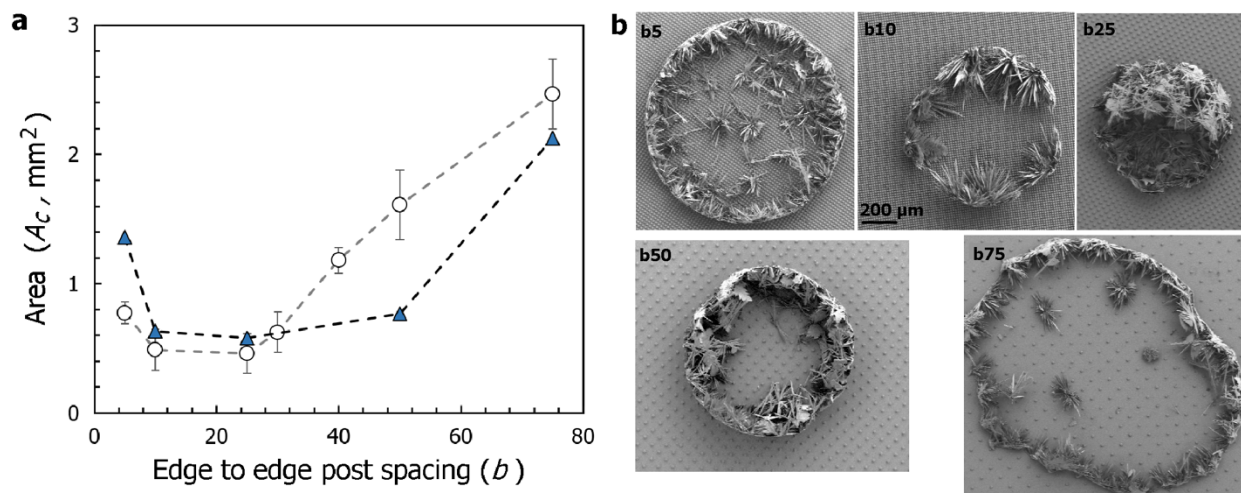 a
3
2
1
0
Area (A_c, mm²)
0 20 40 60 80
Edge to edge post spacing (b)
b
b5
b10
b25
200 µm
b50
b75